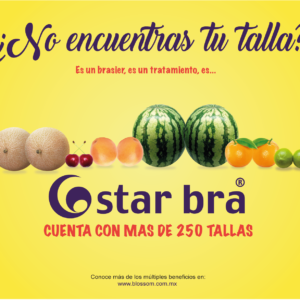 ¿No encuentras tu talla?
Es un brasier, es un tratamiento, es...
star bra®
CUENTA CON MAS DE 250 TALLAS
Conoce más de los múltiples beneficios en:
www.blossom.com.mx